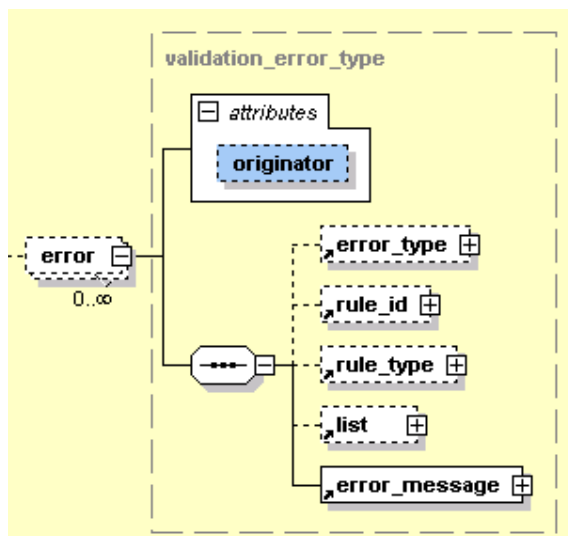 validation_error_type
attributes
originator
error
0..∞
error_type
rule_id
rule_type
list
error_message